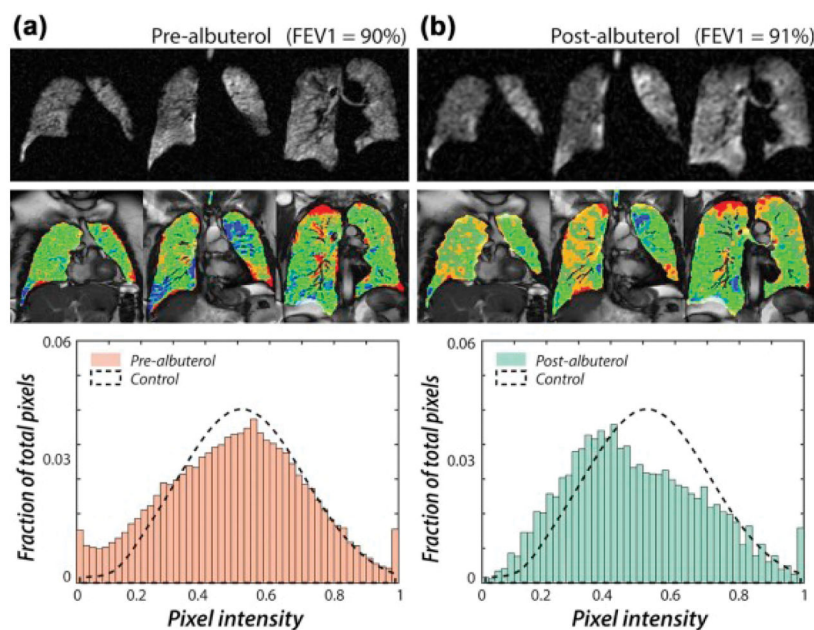 (a)
Pre-albuterol (FEV1 = 90%)
(b)
Post-albuterol (FEV1 = 91%)
0.06
Pre-albuterol
Control
Fraction of total pixels
0.03
0
0 0.2 0.4 0.6 0.8 1
Pixel intensity
0.06
Post-albuterol
Control
Fraction of total pixels
0.03
0
0 0.2 0.4 0.6 0.8 1
Pixel intensity